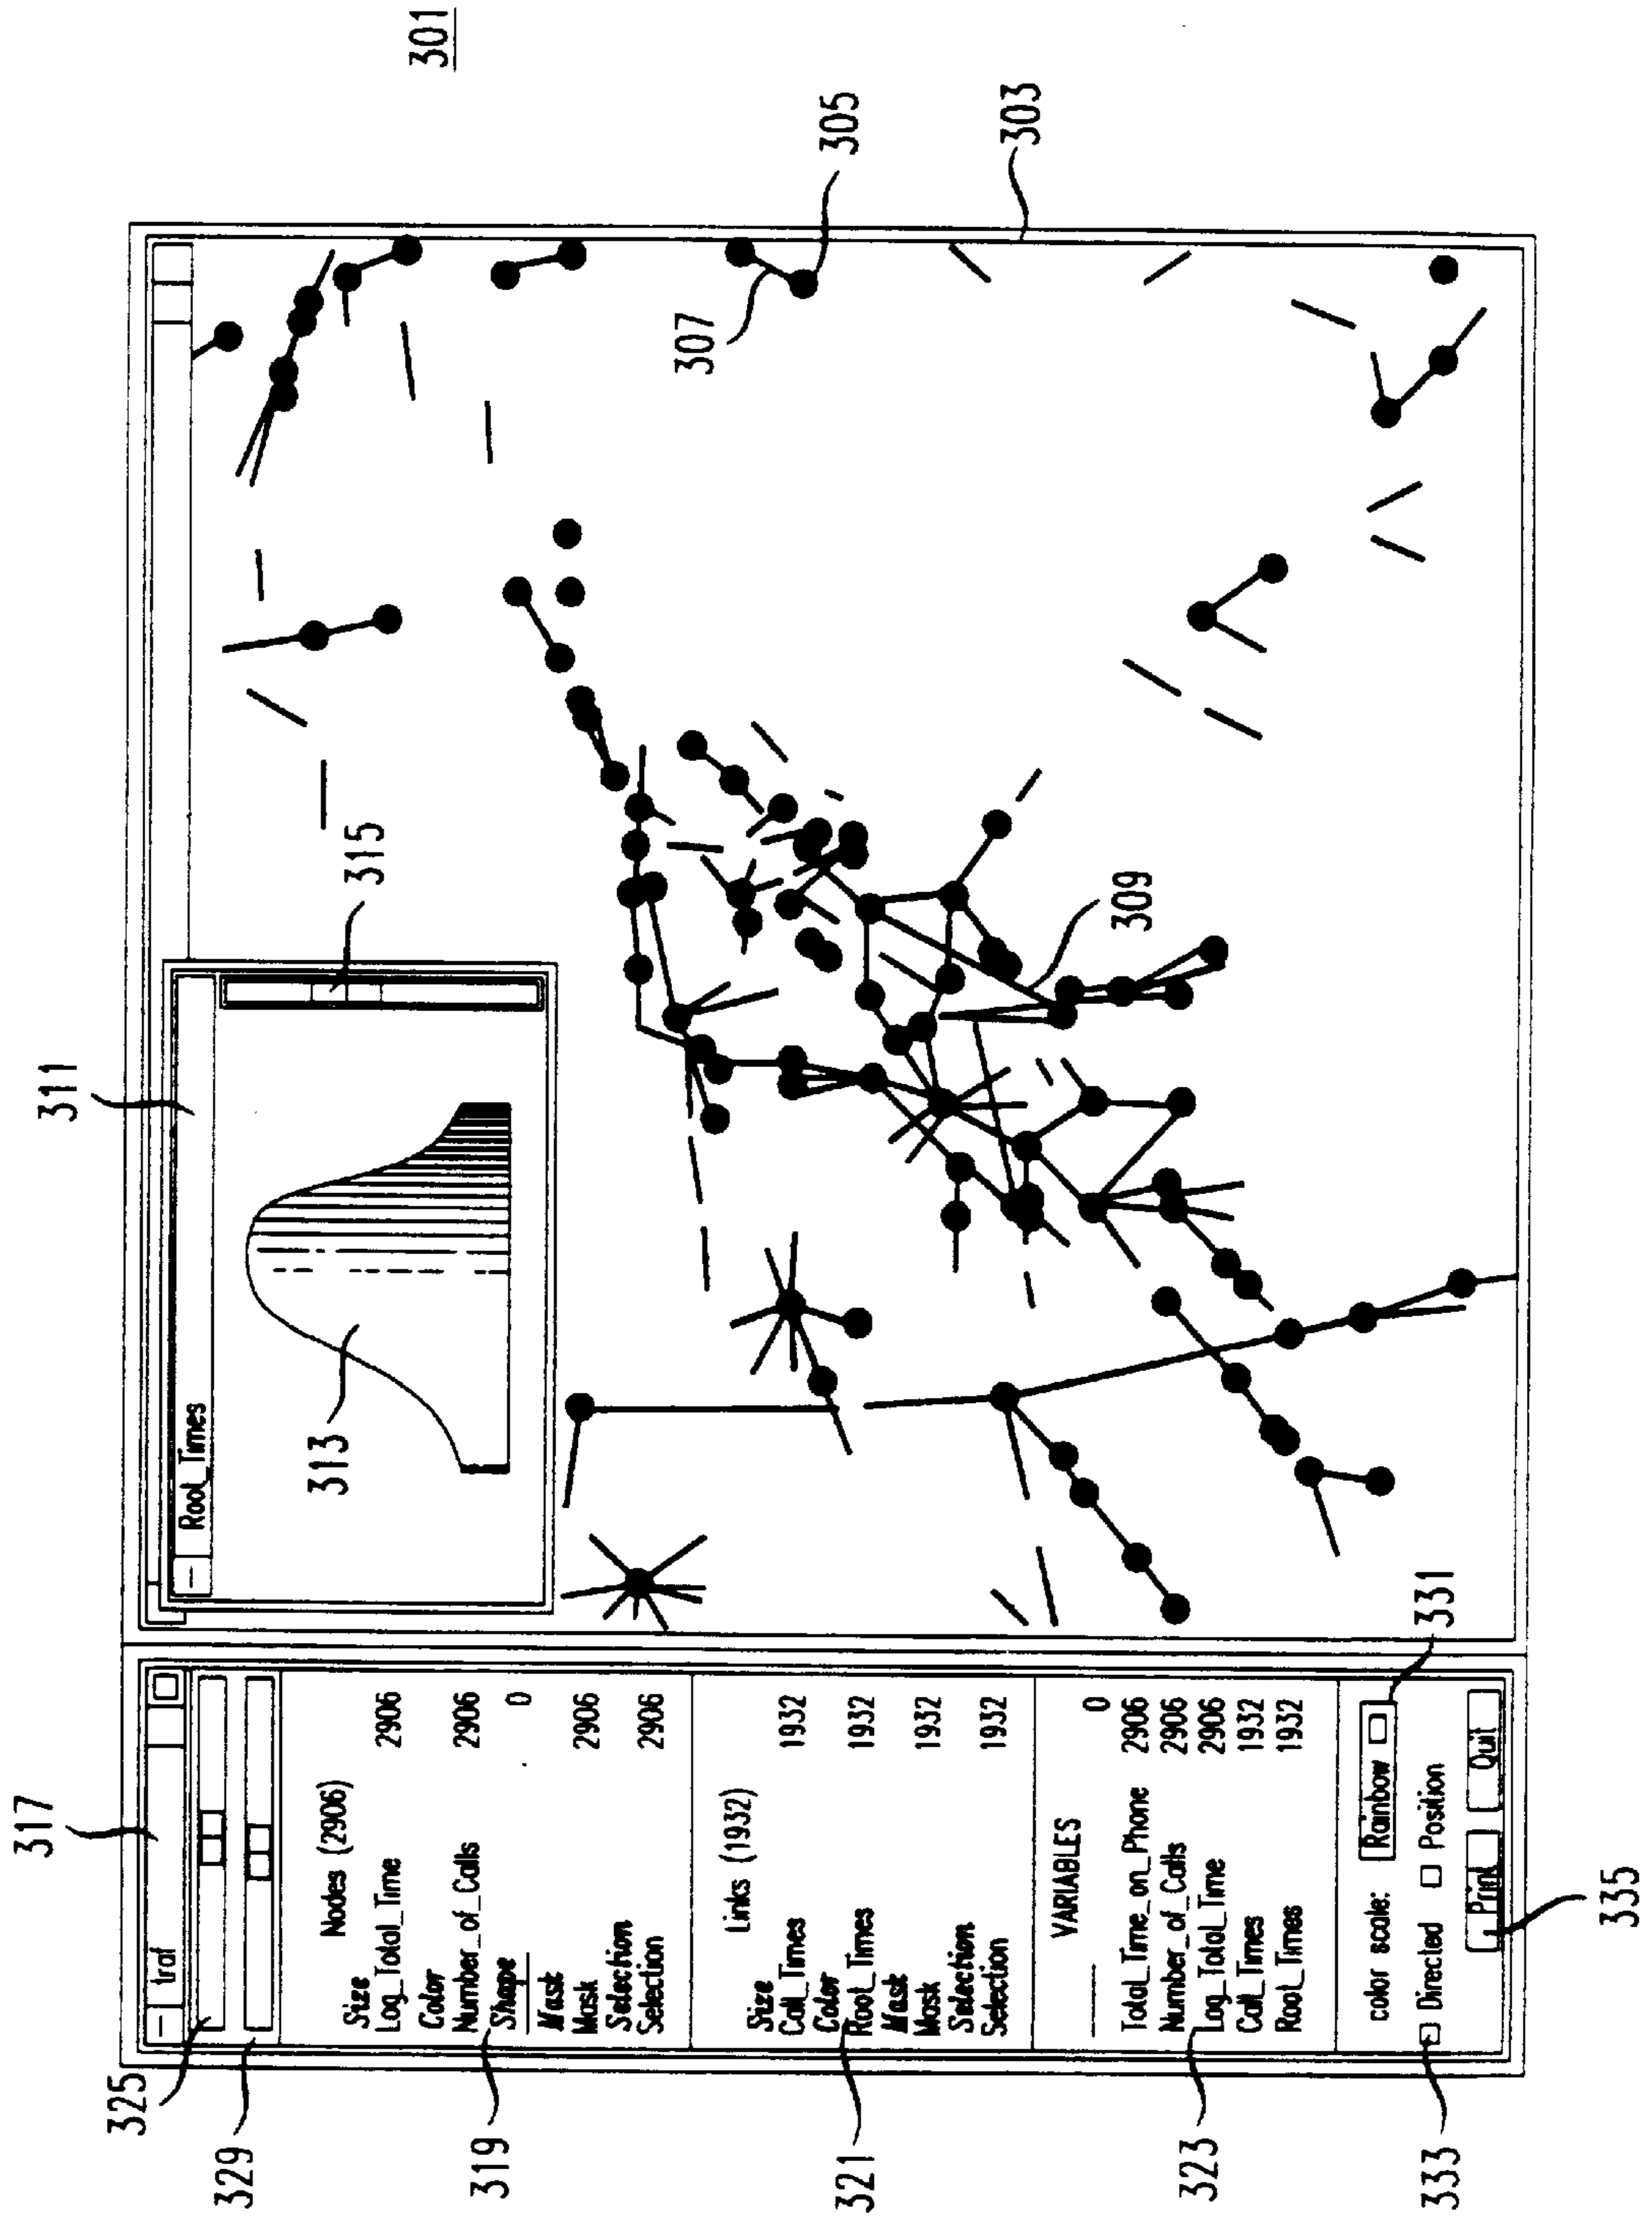 301
317
311
325
329
traf
Root_Times
315
313
Nodes (2906)
Size
Log_Total_Time 2906
Color
Number_of_Calls 2906
Shape 0
Mask
Mask 2906
Selection
Selection 2906
319
Links (1932)
Size
Call_Times 1932
Color
Root_Times 1932
Mask
Mask 1932
Selection
Selection 1932
321
VARIABLES
0
Total_Time_on_Phone 2906
Number_of_Calls 2906
Log_Total_Time 2906
Call_Times 1932
Root_Times 1932
323
color scale: Rainbow
331
Directed Position
333
Print Quit
335
307
305
303
309